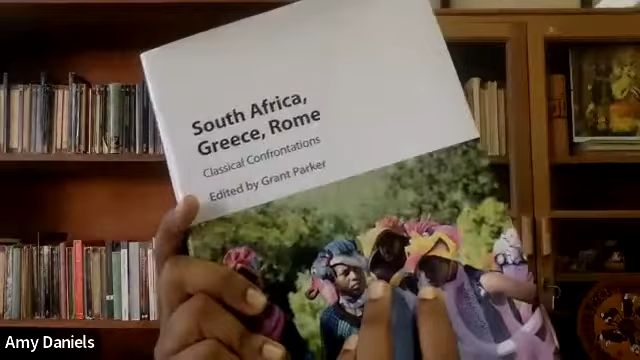 South Africa,
Greece, Rome
Classical Confrontations
Edited by Grant Parker
Amy Daniels